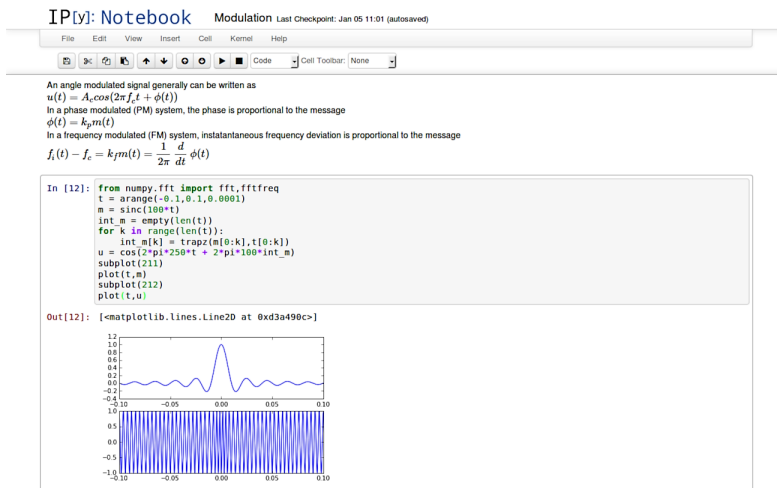 IP[y]: Notebook Modulation Last Checkpoint: Jan 05 11:01 (autosaved)
File Edit View Insert Cell Kernel Help
Code Cell Toolbar: None
An angle modulated signal generally can be written as
u(t) = A_c cos(2πf_c t + φ(t))
In a phase modulated (PM) system, the phase is proportional to the message
φ(t) = k_p m(t)
In a frequency modulated (FM) system, instatantaneous frequency deviation is proportional to the message
f_i(t) − f_c = k_f m(t) = 1/2π d/dt φ(t)
In [12]: from numpy.fft import fft,fftfreq
t = arange(-0.1,0.1,0.0001)
m = sinc(100*t)
int_m = empty(len(t))
for k in range(len(t)):
    int_m[k] = trapz(m[0:k],t[0:k])
u = cos(2*pi*250*t + 2*pi*100*int_m)
subplot(211)
plot(t,m)
subplot(212)
plot(t,u)
Out[12]: [<matplotlib.lines.Line2D at 0xd3a490c>]
1.2
1.0
0.8
0.6
0.4
0.2
0.0
−0.2
−0.4
−0.10 −0.05 0.00 0.05 0.10
1.0
0.5
0.0
−0.5
−1.0
−0.10 −0.05 0.00 0.05 0.10